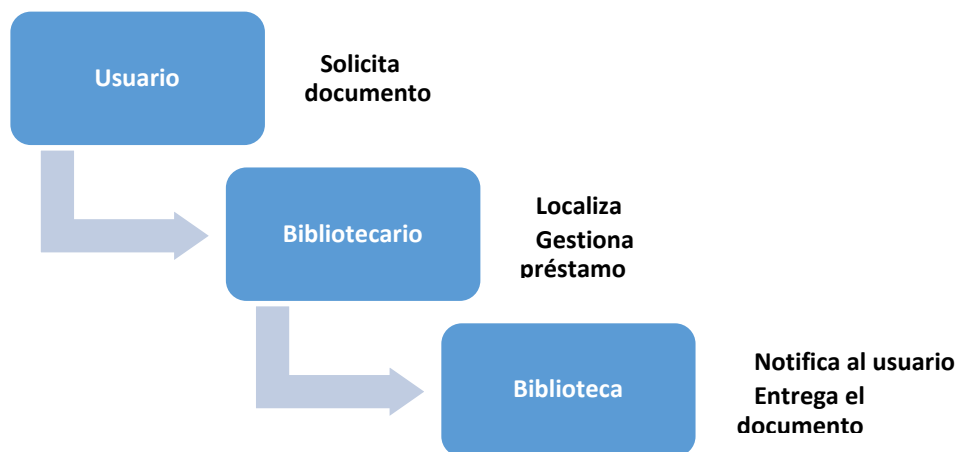 Usuario
Solicita
documento
Bibliotecario
Localiza
Gestiona
préstamo
Biblioteca
Notifica al usuario
Entrega el
documento